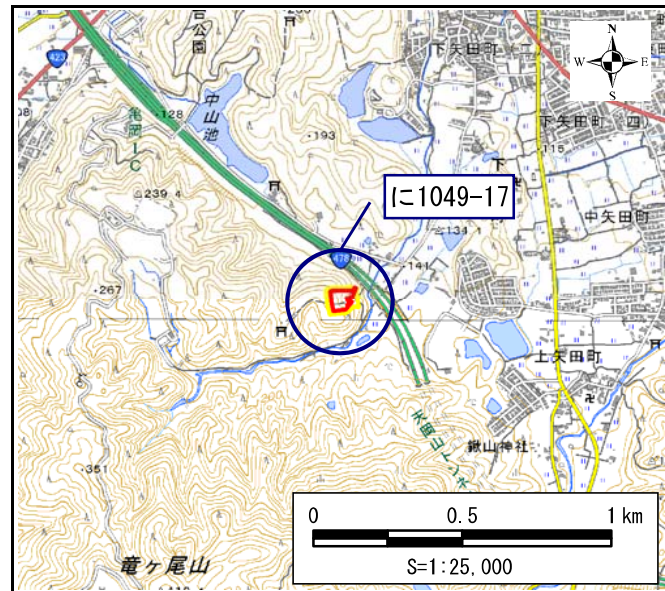 公園
423
下矢田町(二)
N
W
E
S
・128
中山池
亀岡IC
・193
下矢田町(四)
・115
239.4
に1049-17
中矢田町
134.1
・141
478
・267
上矢田町
鍬山神社
・351
竜ヶ尾山
0
0.5
1km
S=1:25,000